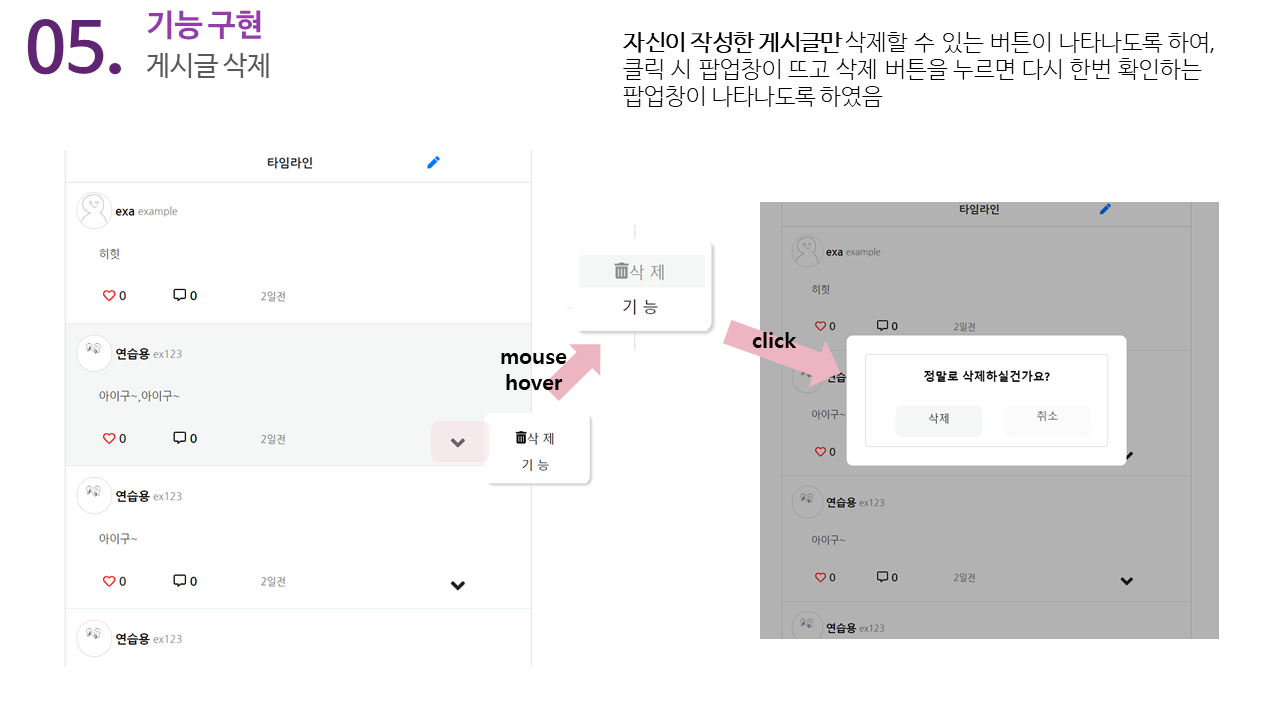 05.
기능 구현
게시글 삭제
자신이 작성한 게시글만 삭제할 수 있는 버튼이 나타나도록 하여,
클릭 시 팝업창이 뜨고 삭제 버튼을 누르면 다시 한번 확인하는
팝업창이 나타나도록 하였음
타임라인
exa example
히힛
0 0 2일전
연습용 ex123
아이구~,아이구~
0 0 2일전
연습용 ex123
아이구~
0 0 2일전
연습용 ex123
삭 제
기 능
mouse
hover
삭 제
기 능
click
타임라인
exa example
히힛
0 0 2일전
연습
아이구~
0
정말로 삭제하실건가요?
삭제 취소
연습용 ex123
아이구~
0 0 2일전
연습용 ex123